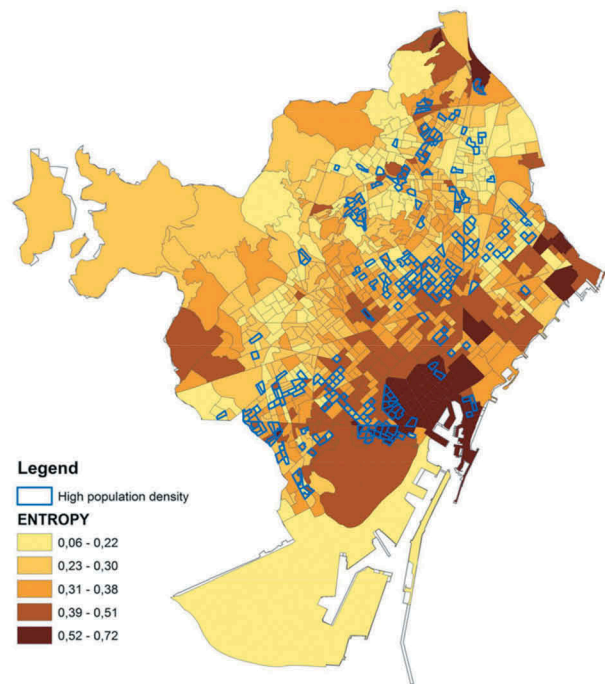 Legend
High population density
ENTROPY
0,06 - 0,22
0,23 - 0,30
0,31 - 0,38
0,39 - 0,51
0,52 - 0,72